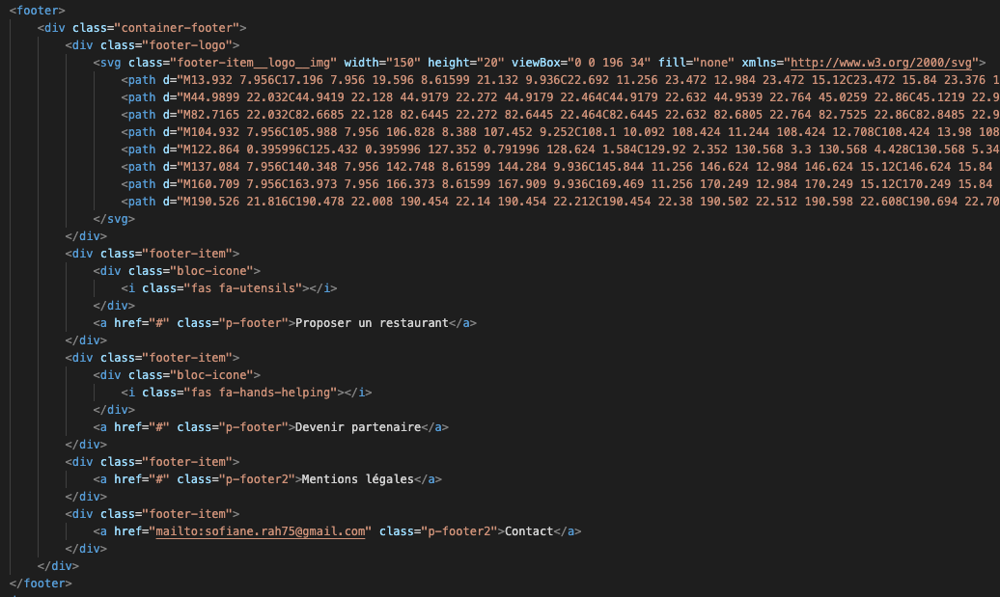 <footer>
<div class="container-footer">
<div class="footer-logo">
<svg class="footer-item__logo__img" width="150" height="20" viewBox="0 0 196 34" fill="none" xmlns="http://www.w3.org/2000/svg">
<path d="M13.932 7.956C17.196 7.956 19.596 8.61599 21.132 9.936C22.692 11.256 23.472 12.984 23.472 15.12C23.472 15.84 23.376 1
<path d="M44.9899 22.032C44.9419 22.128 44.9179 22.272 44.9179 22.464C44.9179 22.632 44.9539 22.764 45.0259 22.86C45.1219 22.9
<path d="M82.7165 22.032C82.6685 22.128 82.6445 22.272 82.6445 22.464C82.6445 22.632 82.6805 22.764 82.7525 22.86C82.8485 22.9
<path d="M104.932 7.956C105.988 7.956 106.828 8.388 107.452 9.252C108.1 10.092 108.424 11.244 108.424 12.708C108.424 13.98 108
<path d="M122.864 0.395996C125.432 0.395996 127.352 0.791996 128.624 1.584C129.92 2.352 130.568 3.3 130.568 4.428C130.568 5.34
<path d="M137.084 7.956C140.348 7.956 142.748 8.61599 144.284 9.936C145.844 11.256 146.624 12.984 146.624 15.12C146.624 15.84
<path d="M160.709 7.956C163.973 7.956 166.373 8.61599 167.909 9.936C169.469 11.256 170.249 12.984 170.249 15.12C170.249 15.84
<path d="M190.526 21.816C190.478 22.008 190.454 22.14 190.454 22.212C190.454 22.38 190.502 22.512 190.598 22.608C190.694 22.70
</svg>
</div>
<div class="footer-item">
<div class="bloc-icone">
<i class="fas fa-utensils"></i>
</div>
<a href="#" class="p-footer">Proposer un restaurant</a>
</div>
<div class="footer-item">
<div class="bloc-icone">
<i class="fas fa-hands-helping"></i>
</div>
<a href="#" class="p-footer">Devenir partenaire</a>
</div>
<div class="footer-item">
<a href="#" class="p-footer2">Mentions légales</a>
</div>
<div class="footer-item">
<a href="mailto:sofiane.rah75@gmail.com" class="p-footer2">Contact</a>
</div>
</div>
</footer>